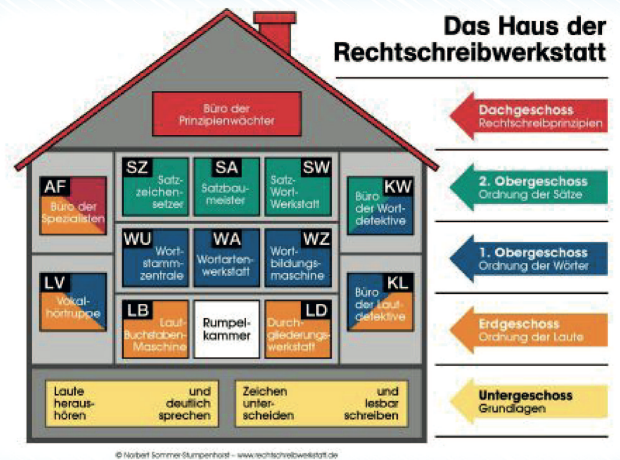 Das Haus der
Rechtschreibwerkstatt
Büro der
Prinzipienwächter
Dachgeschoss
Rechtschreibprinzipien
AF
Büro der
Spezialisten
SZ
Satz-
zeichen-
setzer
SA
Satzbau-
meister
SW
Satz-
Wort-
Werkstatt
KW
Büro
der Wort-
detektive
2. Obergeschoss
Ordnung der Sätze
WU
Wort-
stamm-
zentrale
WA
Wortarten-
werkstatt
WZ
Wort-
bildungs-
maschine
1. Obergeschoss
Ordnung der Wörter
LV
Vokal-
hörtruppe
LB
Laut-
Buchstaben-
Maschine
Rumpel-
kammer
LD
Durch-
gliederungs-
werkstatt
KL
Büro
der Laut-
detektive
Erdgeschoss
Ordnung der Laute
Laute und
heraus- deutlich
hören sprechen
Zeichen und
unter- lesbar
scheiden schreiben
Untergeschoss
Grundlagen
© Norbert Sommer-Stumpenhorst – www.rechtschreibwerkstatt.de